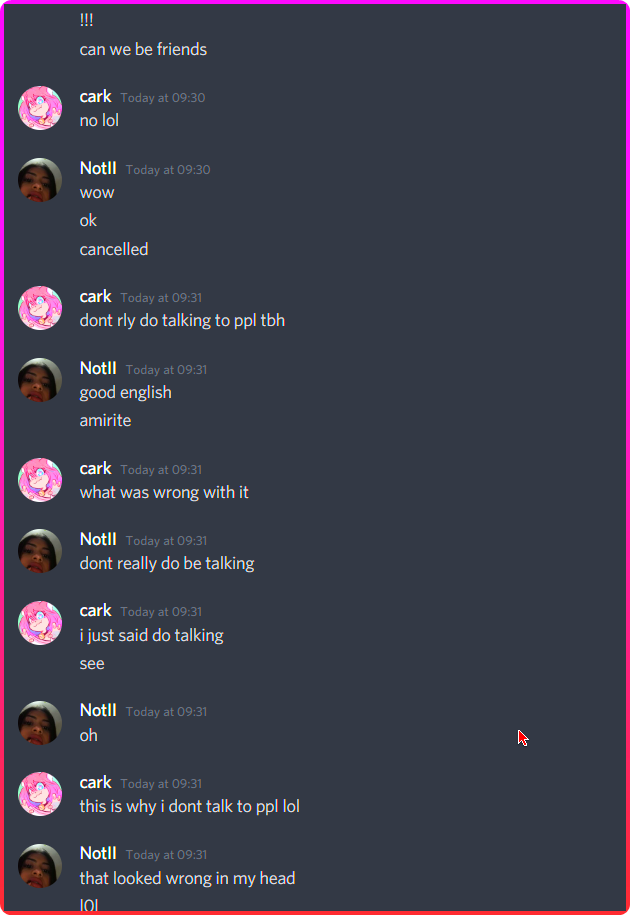 !!!
can we be friends
cark Today at 09:30
no lol
NotII Today at 09:30
wow
ok
cancelled
cark Today at 09:31
dont rly do talking to ppl tbh
NotII Today at 09:31
good english
amirite
cark Today at 09:31
what was wrong with it
NotII Today at 09:31
dont really do be talking
cark Today at 09:31
i just said do talking
see
NotII Today at 09:31
oh
cark Today at 09:31
this is why i dont talk to ppl lol
NotII Today at 09:31
that looked wrong in my head
lOl